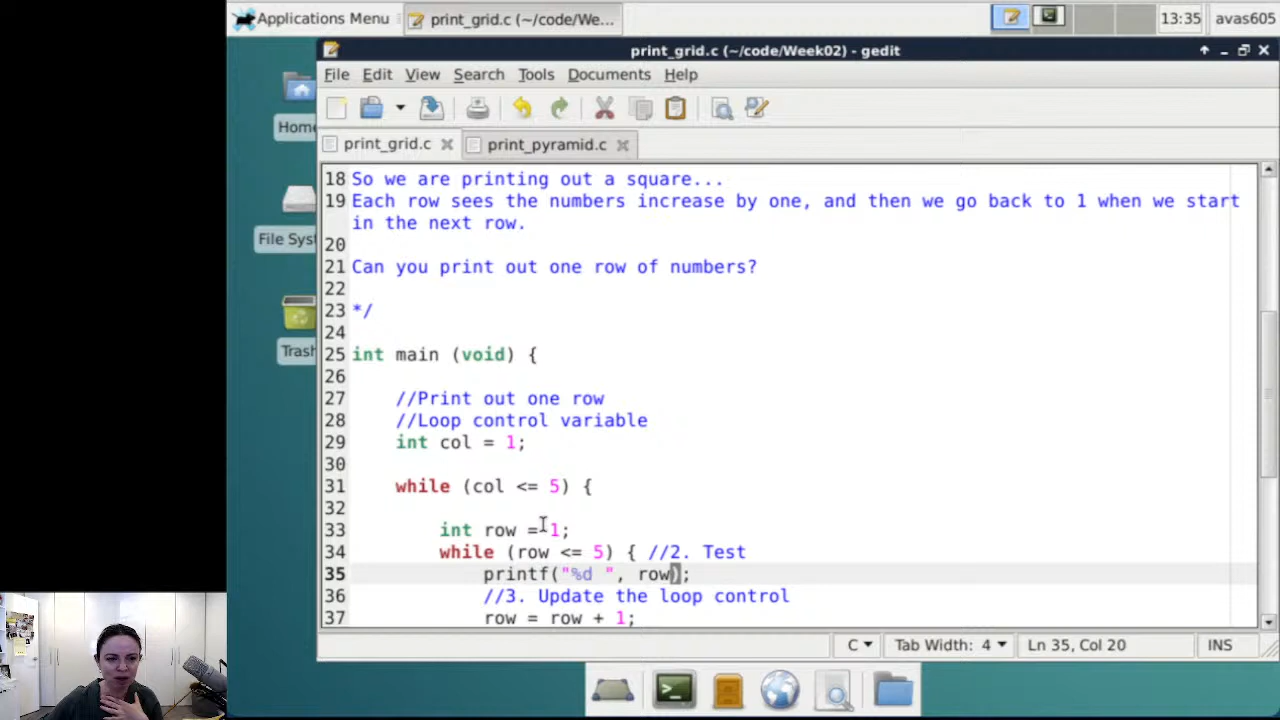 Applications Menu
print_grid.c (~/code/We...
13:35
avas605
print_grid.c (~/code/Week02) - gedit
File Edit View Search Tools Documents Help
print_grid.c
print_pyramid.c
Home
File Sys
Trash
18 So we are printing out a square...
19 Each row sees the numbers increase by one, and then we go back to 1 when we start
in the next row.
20
21 Can you print out one row of numbers?
22
23 */
24
25 int main (void) {
26
27 //Print out one row
28 //Loop control variable
29 int col = 1;
30
31 while (col <= 5) {
32
33 int row = 1;
34 while (row <= 5) { //2. Test
35 printf("%d ", row);
36 //3. Update the loop control
37 row = row + 1;
C Tab Width: 4 Ln 35, Col 20 INS